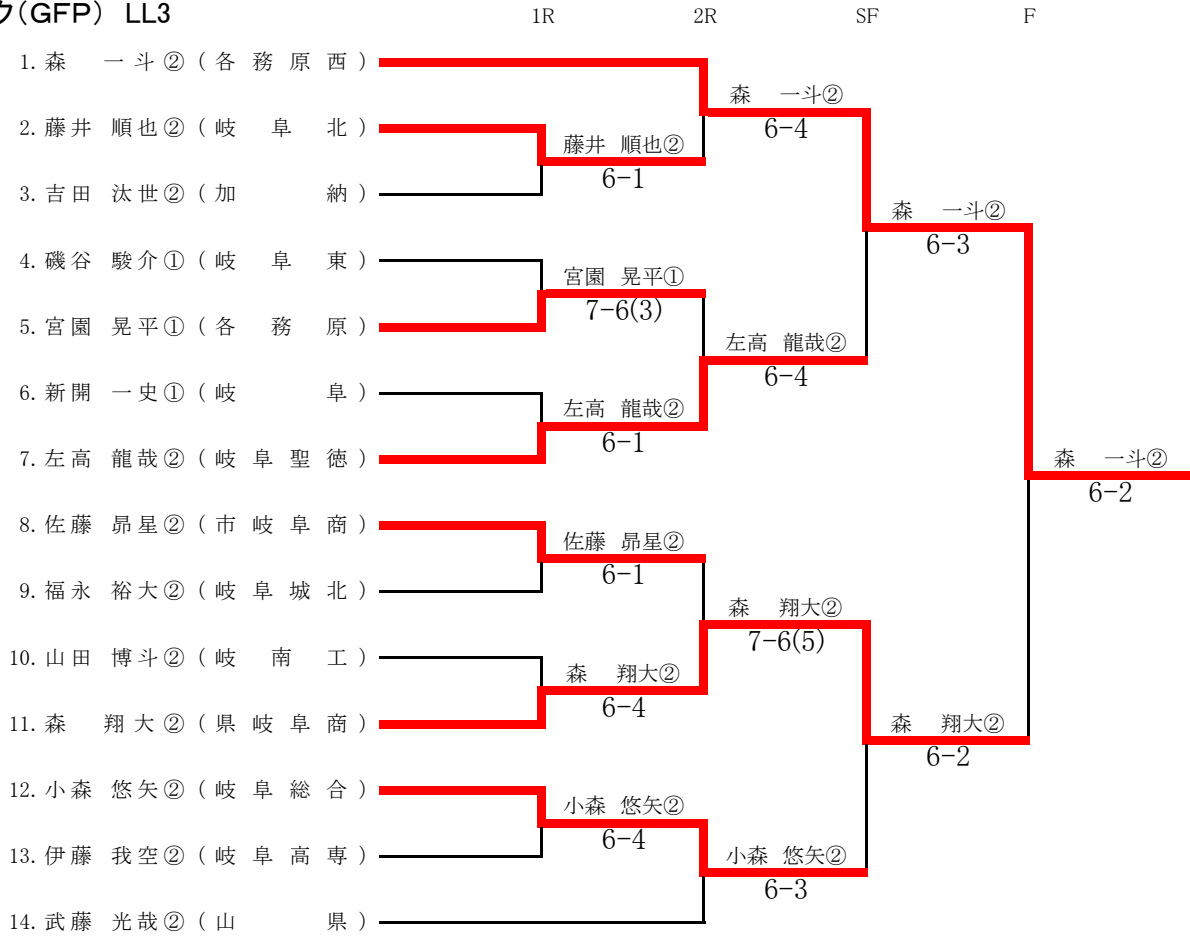 ク(GFP) LL3
1R 2R SF F
1. 森 一斗② (各務原西)
2. 藤井 順也② (岐阜北)
3. 吉田 汰世② (加納)
4. 磯谷 駿介① (岐阜東)
5. 宮園 晃平① (各務原)
6. 新開 一史① (岐阜)
7. 左高 龍哉② (岐阜聖徳)
8. 佐藤 昴星② (市岐阜商)
9. 福永 裕大② (岐阜城北)
10. 山田 博斗② (岐南工)
11. 森 翔大② (県岐阜商)
12. 小森 悠矢② (岐阜総合)
13. 伊藤 我空② (岐阜高専)
14. 武藤 光哉② (山県)
藤井 順也②
6-1
宮園 晃平①
7-6(3)
左高 龍哉②
6-1
佐藤 昴星②
6-1
森 翔大②
6-4
小森 悠矢②
6-4
森 一斗②
6-4
左高 龍哉②
6-4
森 翔大②
7-6(5)
小森 悠矢②
6-3
森 一斗②
6-3
森 翔大②
6-2
森 一斗②
6-2